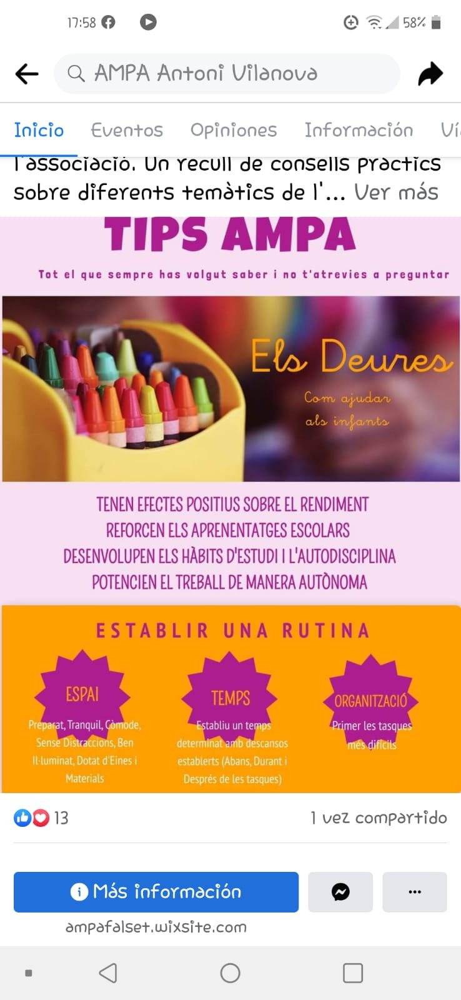 17:58
58%
AMPA Antoni Vilanova
Inicio Eventos Opiniones Información Ví
l'associació. Un recull de consells pràctics
sobre diferents temàtics de l'... Ver más
TIPS AMPA
Tot el que sempre has volgut saber i no t'atrevies a preguntar
Els Deures
Com ajudar
als infants
TENEN EFECTES POSITIUS SOBRE EL RENDIMENT
REFORCEN ELS APRENENTATGES ESCOLARS
DESENVOLUPEN ELS HÀBITS D'ESTUDI I L'AUTODISCIPLINA
POTENCIEN EL TREBALL DE MANERA AUTÒNOMA
ESTABLIR UNA RUTINA
ESPAI
Preparat, Tranquil, Còmode,
Sense Distraccions, Ben
Il·luminat, Dotat d'Eines i
Materials
TEMPS
Establiu un temps
determinat amb descansos
establerts (Abans, Durant i
Després de les tasques)
ORGANITZACIÓ
Primer les tasques
més difícils
13
1 vez compartido
Más información
ampafalset.wixsite.com